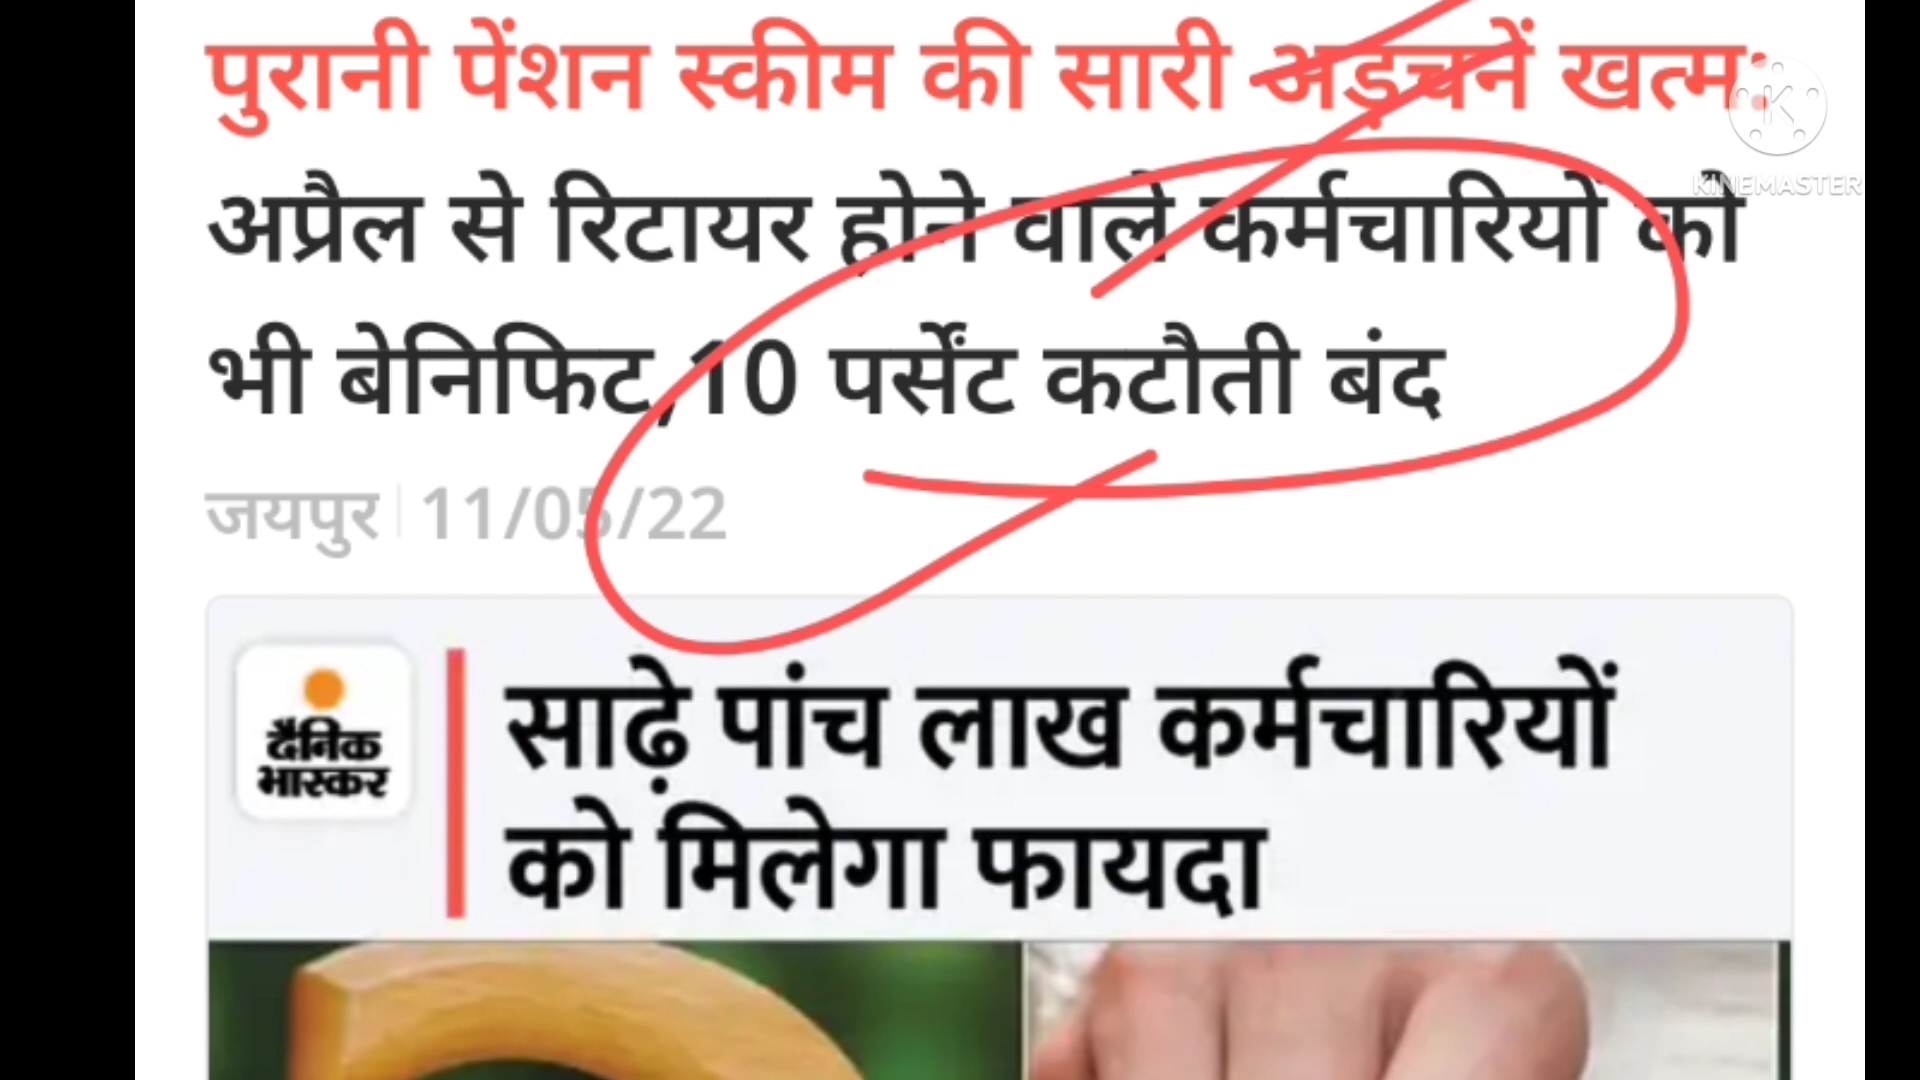 पुरानी पेंशन स्कीम की सारी अड़चनें खत्म:
अप्रैल से रिटायर होने वाले कर्मचारियों को
भी बेनिफिट,10 पर्सेंट कटौती बंद
जयपुर 11/05/22
K
KINEMASTER
दैनिक
भास्कर
साढ़े पांच लाख कर्मचारियों
को मिलेगा फायदा